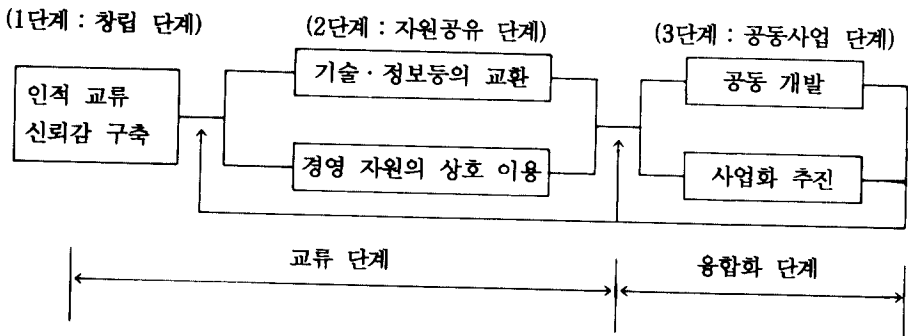 (1단계 : 창립 단계)
(2단계 : 자원공유 단계)
(3단계 : 공동사업 단계)
인적 교류
신뢰감 구축
기술·정보등의 교환
경영 자원의 상호 이용
공동 개발
사업화 추진
교류 단계
융합화 단계